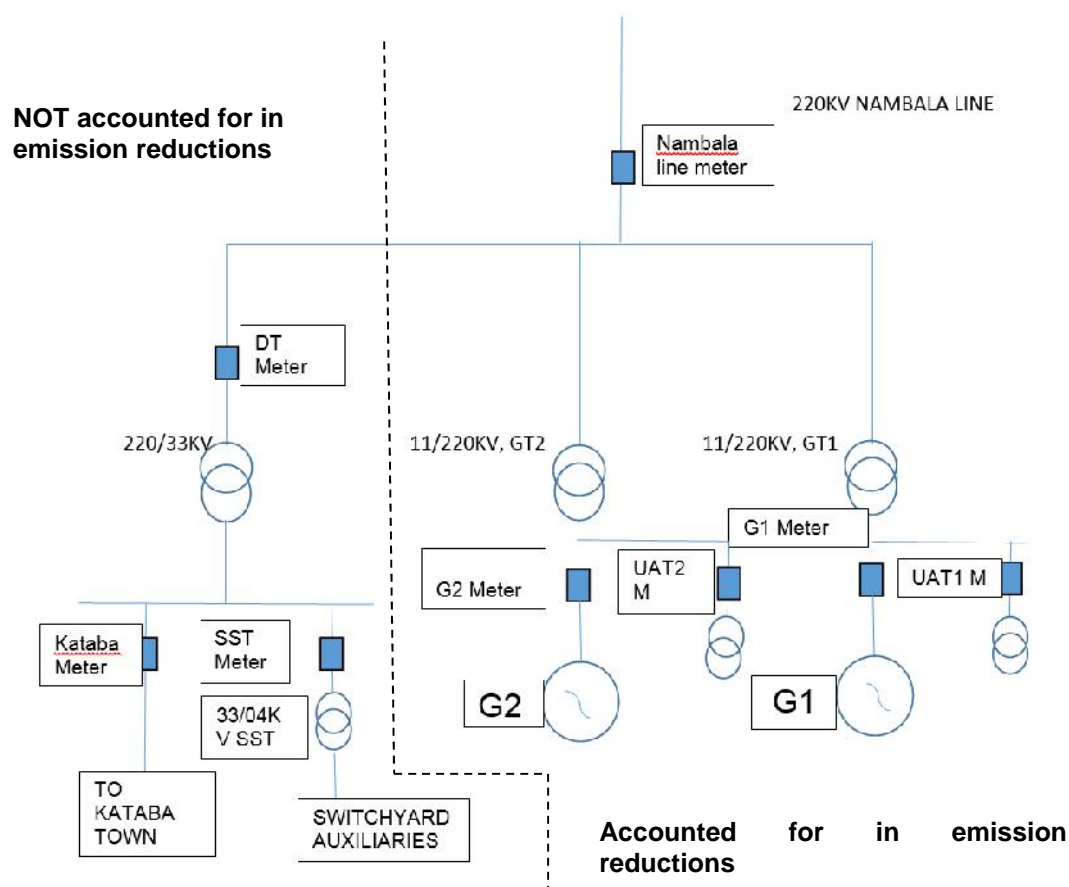 NOT accounted for in
emission reductions
220KV NAMBALA LINE
Nambala
line meter
DT
Meter
220/33KV
11/220KV, GT2
11/220KV, GT1
G1 Meter
G2 Meter
UAT2
M
UAT1 M
Kataba
Meter
SST
Meter
G2
G1
33/04K
V SST
TO
KATABA
TOWN
SWITCHYARD
AUXILIARIES
Accounted for in emission
reductions